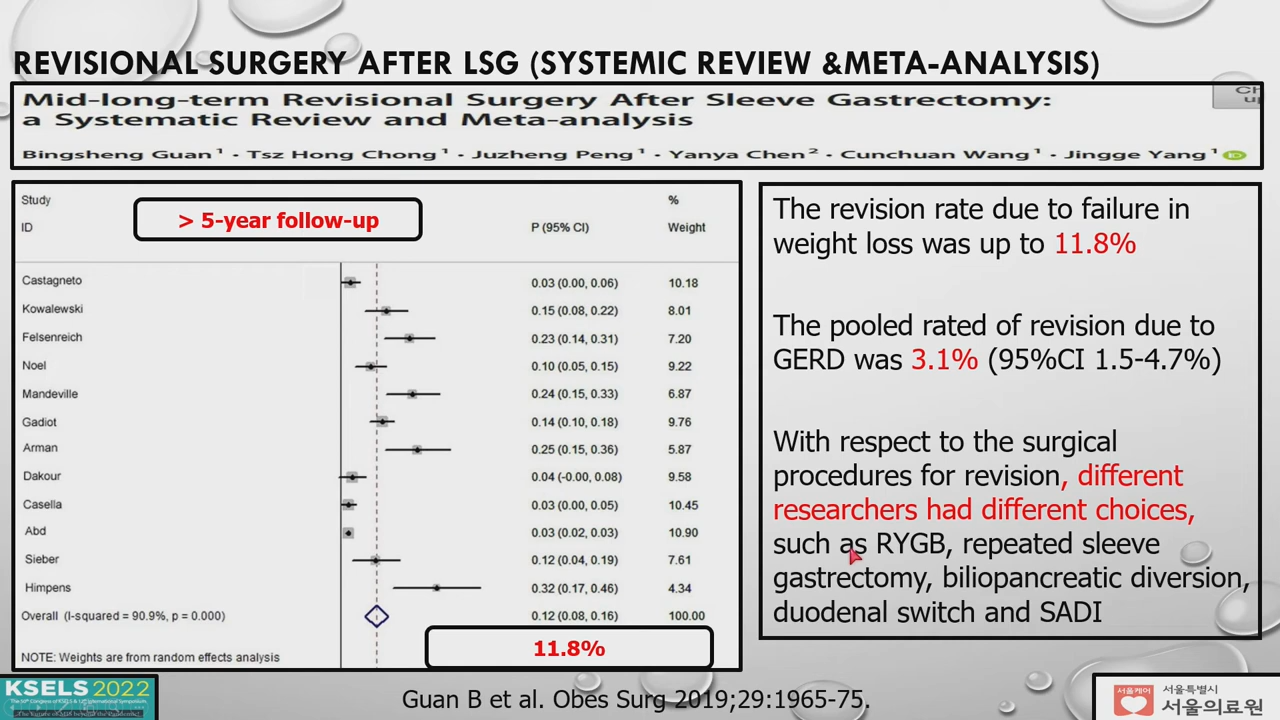 REVISIONAL SURGERY AFTER LSG (SYSTEMIC REVIEW &META-ANALYSIS)
Mid-long-term Revisional Surgery After Sleeve Gastrectomy:
a Systematic Review and Meta-analysis
Bingsheng Guan¹ · Tsz Hong Chong¹ · Juzheng Peng¹ · Yanya Chen² · Cunchuan Wang¹ · Jingge Yang¹ iD
Study %
> 5-year follow-up
ID P (95% CI) Weight
Castagneto 0.03 (0.00, 0.06) 10.18
Kowalewski 0.15 (0.08, 0.22) 8.01
Felsenreich 0.23 (0.14, 0.31) 7.20
Noel 0.10 (0.05, 0.15) 9.22
Mandeville 0.24 (0.15, 0.33) 6.87
Gadiot 0.14 (0.10, 0.18) 9.76
Arman 0.25 (0.15, 0.36) 5.87
Dakour 0.04 (-0.00, 0.08) 9.58
Casella 0.03 (0.00, 0.05) 10.45
Abd 0.03 (0.02, 0.03) 10.90
Sieber 0.12 (0.04, 0.19) 7.61
Himpens 0.32 (0.17, 0.46) 4.34
Overall (I-squared = 90.9%, p = 0.000) 0.12 (0.08, 0.16) 100.00
11.8%
NOTE: Weights are from random effects analysis
The revision rate due to failure in
weight loss was up to 11.8%
The pooled rated of revision due to
GERD was 3.1% (95%CI 1.5-4.7%)
With respect to the surgical
procedures for revision, different
researchers had different choices,
such as RYGB, repeated sleeve
gastrectomy, biliopancreatic diversion,
duodenal switch and SADI
KSELS 2022
Guan B et al. Obes Surg 2019;29:1965-75.
서울케어
서울특별시
서울의료원